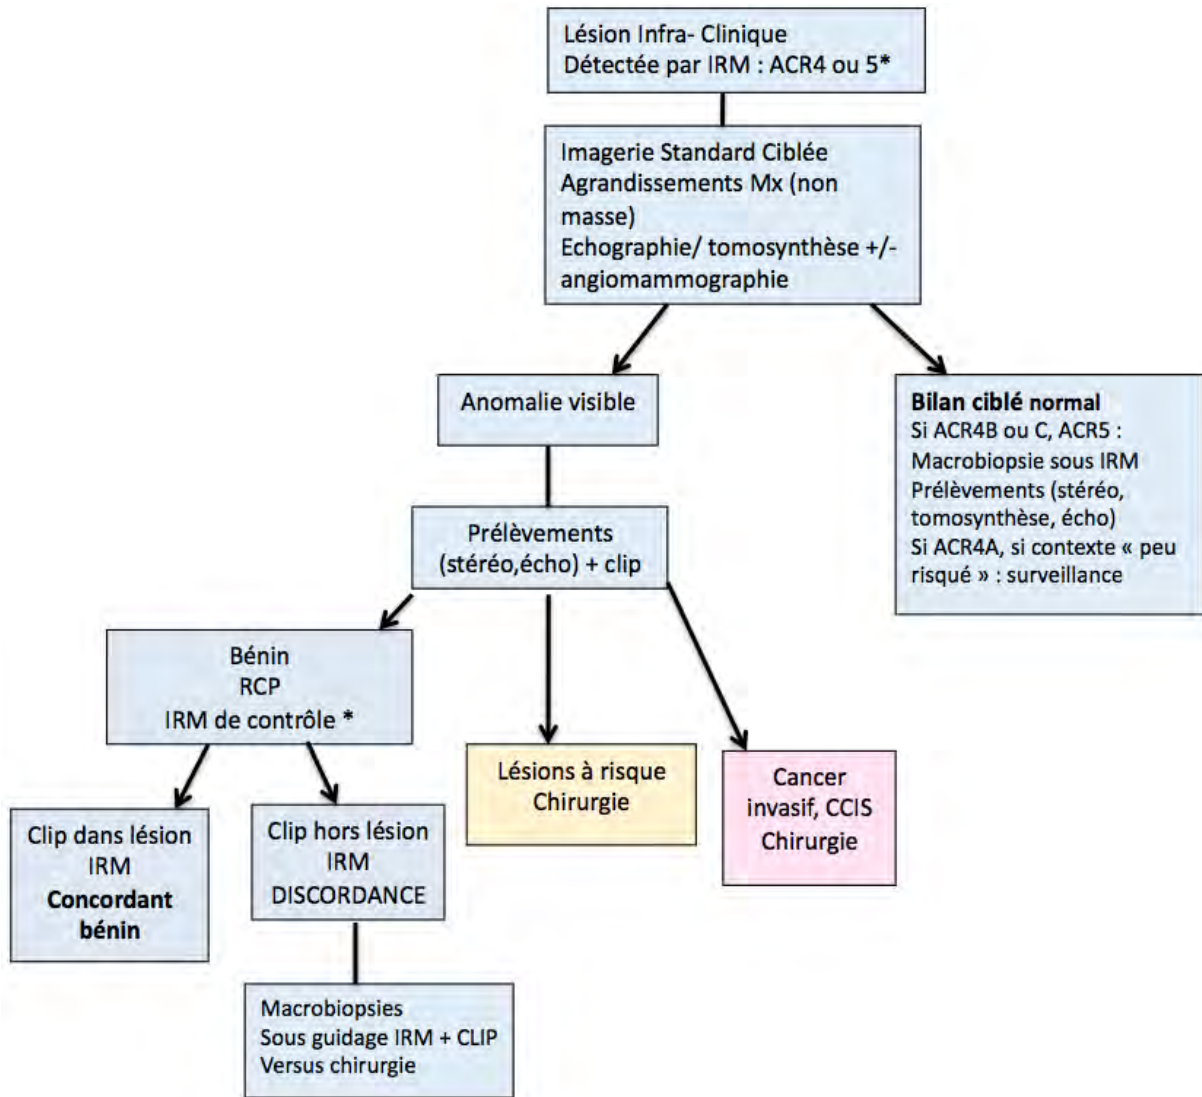 Lésion Infra- Clinique
Détectée par IRM : ACR4 ou 5*
Imagerie Standard Ciblée
Agrandissements Mx (non
masse)
Echographie/ tomosynthèse +/-
angiomammographie
Anomalie visible
Bilan ciblé normal
Si ACR4B ou C, ACR5 :
Macrobiopsie sous IRM
Prélèvements (stéréo,
tomosynthèse, écho)
Si ACR4A, si contexte « peu
risqué » : surveillance
Prélèvements
(stéréo,écho) + clip
Bénin
RCP
IRM de contrôle *
Lésions à risque
Chirurgie
Cancer
invasif, CCIS
Chirurgie
Clip dans lésion
IRM
Concordant
bénin
Clip hors lésion
IRM
DISCORDANCE
Macrobiopsies
Sous guidage IRM + CLIP
Versus chirurgie